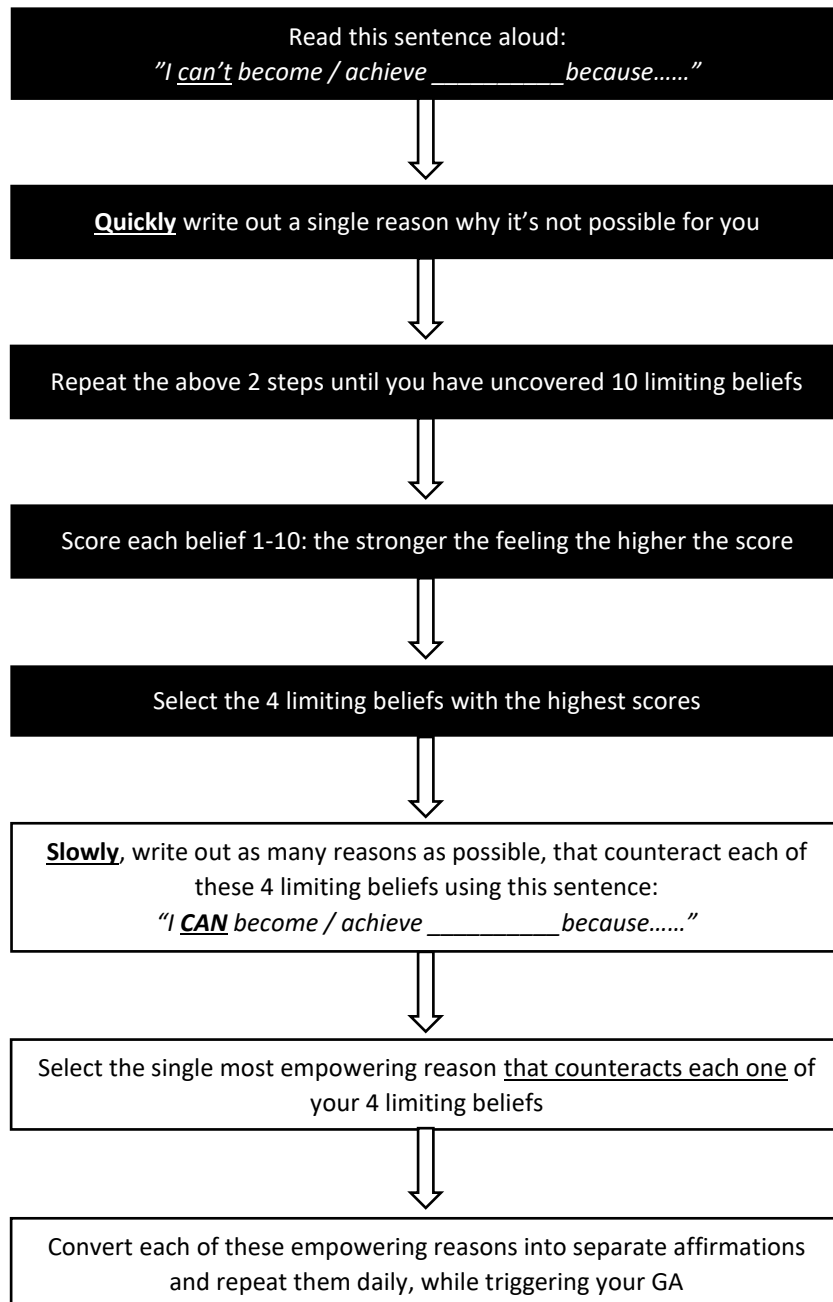 Read this sentence aloud:
”I can’t become / achieve __________because……”
Quickly write out a single reason why it’s not possible for you
Repeat the above 2 steps until you have uncovered 10 limiting beliefs
Score each belief 1-10: the stronger the feeling the higher the score
Select the 4 limiting beliefs with the highest scores
Slowly, write out as many reasons as possible, that counteract each of
these 4 limiting beliefs using this sentence:
“I CAN become / achieve __________because……”
Select the single most empowering reason that counteracts each one of
your 4 limiting beliefs
Convert each of these empowering reasons into separate affirmations
and repeat them daily, while triggering your GA